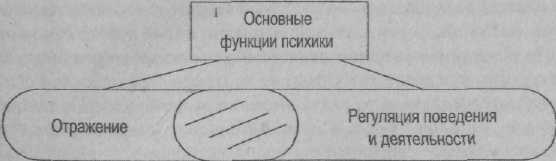 Основные
функции психики
Отражение
Регуляция поведения
и деятельности